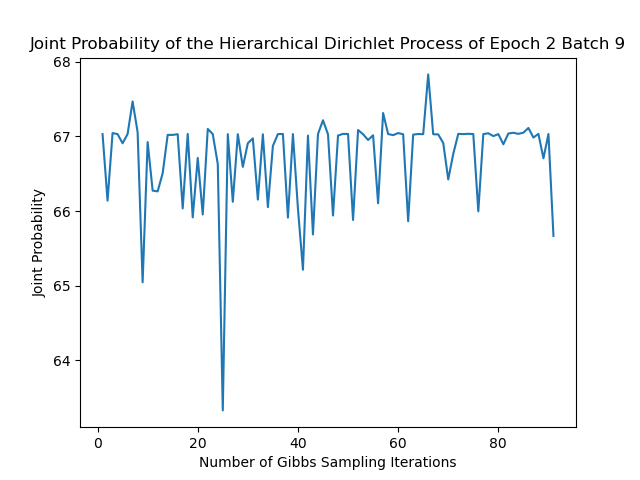 Joint Probability of the Hierarchical Dirichlet Process of Epoch 2 Batch 9
68
67
66
65
64
Joint Probability
0 20 40 60 80
Number of Gibbs Sampling Iterations